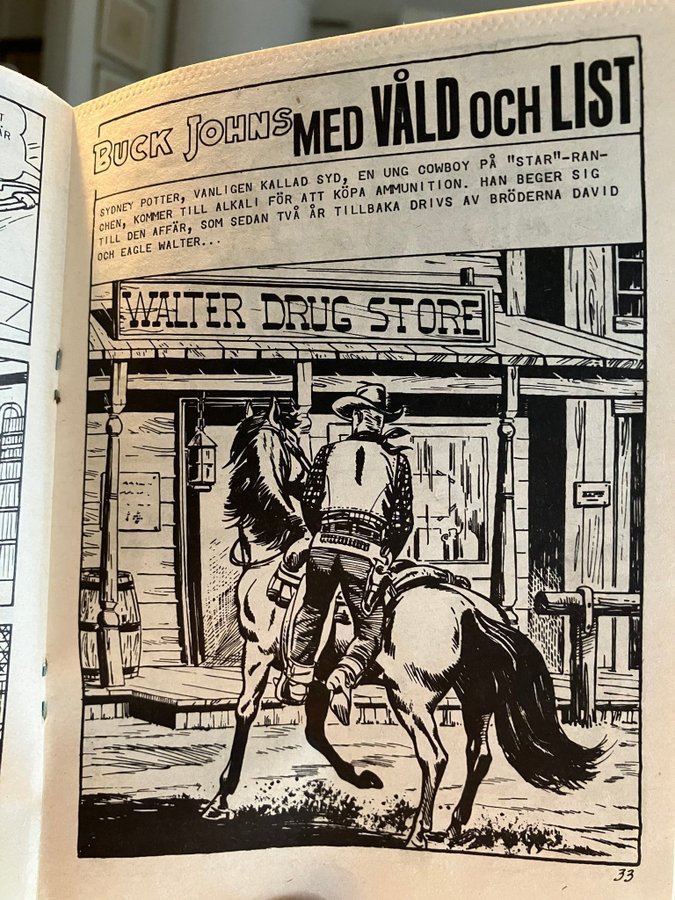 BUCK JOHNS MED VÅLD OCH LIST
SYDNEY POTTER, VANLIGEN KALLAD SYD, EN UNG COWBOY PÅ "STAR"-RAN-
CHEN, KOMMER TILL ALKALI FÖR ATT KÖPA AMMUNITION. HAN BEGER SIG
TILL DEN AFFÄR, SOM SEDAN TVÅ ÅR TILLBAKA DRIVS AV BRÖDERNA DAVID
OCH EAGLE WALTER...
WALTER DRUG STORE
33